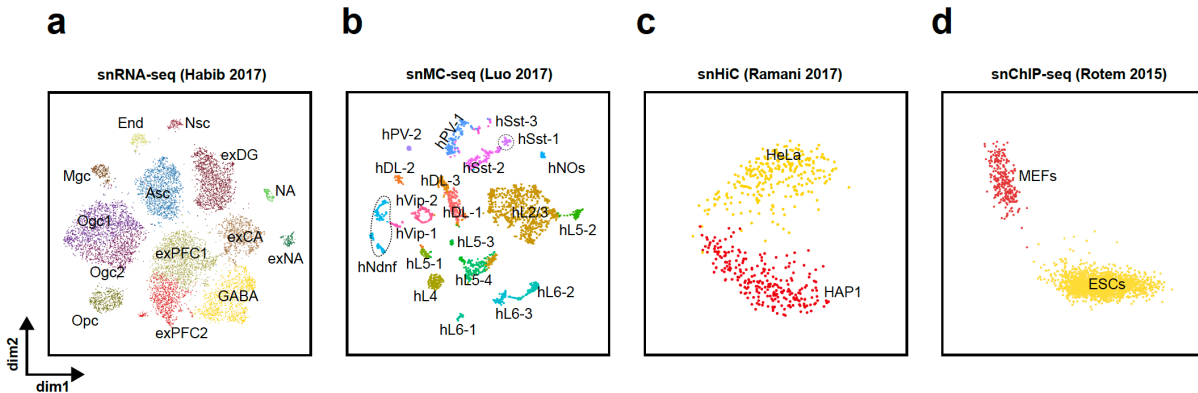 a
b
c
d
snRNA-seq (Habib 2017)
snMC-seq (Luo 2017)
snHiC (Ramani 2017)
snChIP-seq (Rotem 2015)
End
Nsc
exDG
Mgc
Asc
NA
Ogc1
exCA
exPFC1
exNA
Ogc2
GABA
Opc
exPFC2
hSst-3
hPV-1
hPV-2
hSst-1
hSst-2
hNOs
hDL-2
hDL-3
hVip-2
hDL-1
hL2/3
hL5-2
hVip-1
hL5-3
hNdnf
hL5-1
hL5-4
hL4
hL6-2
hL6-3
hL6-1
HeLa
HAP1
MEFs
ESCs
dim2
dim1